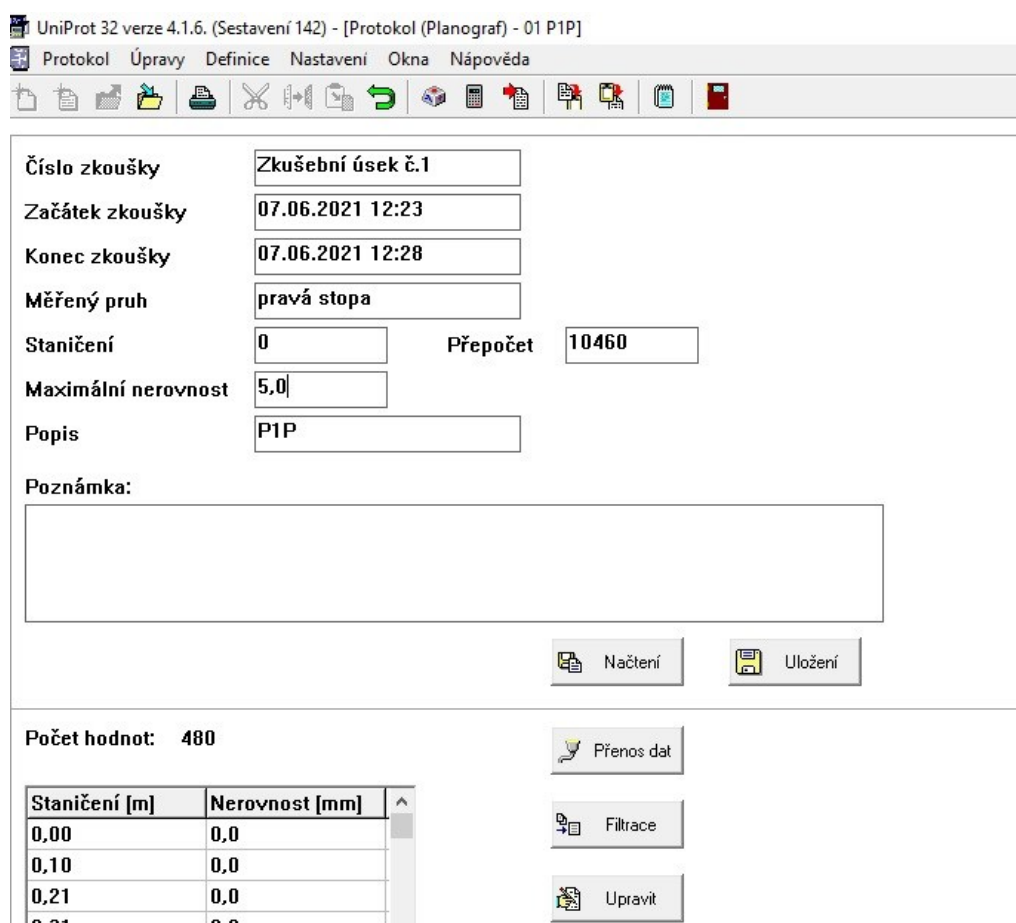 UniProt 32 verze 4.1.6. (Sestavení 142) - [Protokol (Planograf) - 01 P1P]
Protokol Úpravy Definice Nastavení Okna Nápověda
Číslo zkoušky Zkušební úsek č.1
Začátek zkoušky 07.06.2021 12:23
Konec zkoušky 07.06.2021 12:28
Měřený pruh pravá stopa
Staničení 0 Přepočet 10460
Maximální nerovnost 5,0
Popis P1P
Poznámka:
Načtení Uložení
Počet hodnot: 480
Přenos dat
Staničení [m] Nerovnost [mm]
0,00 0,0
Filtrace
0,10 0,0
0,21 0,0
Upravit